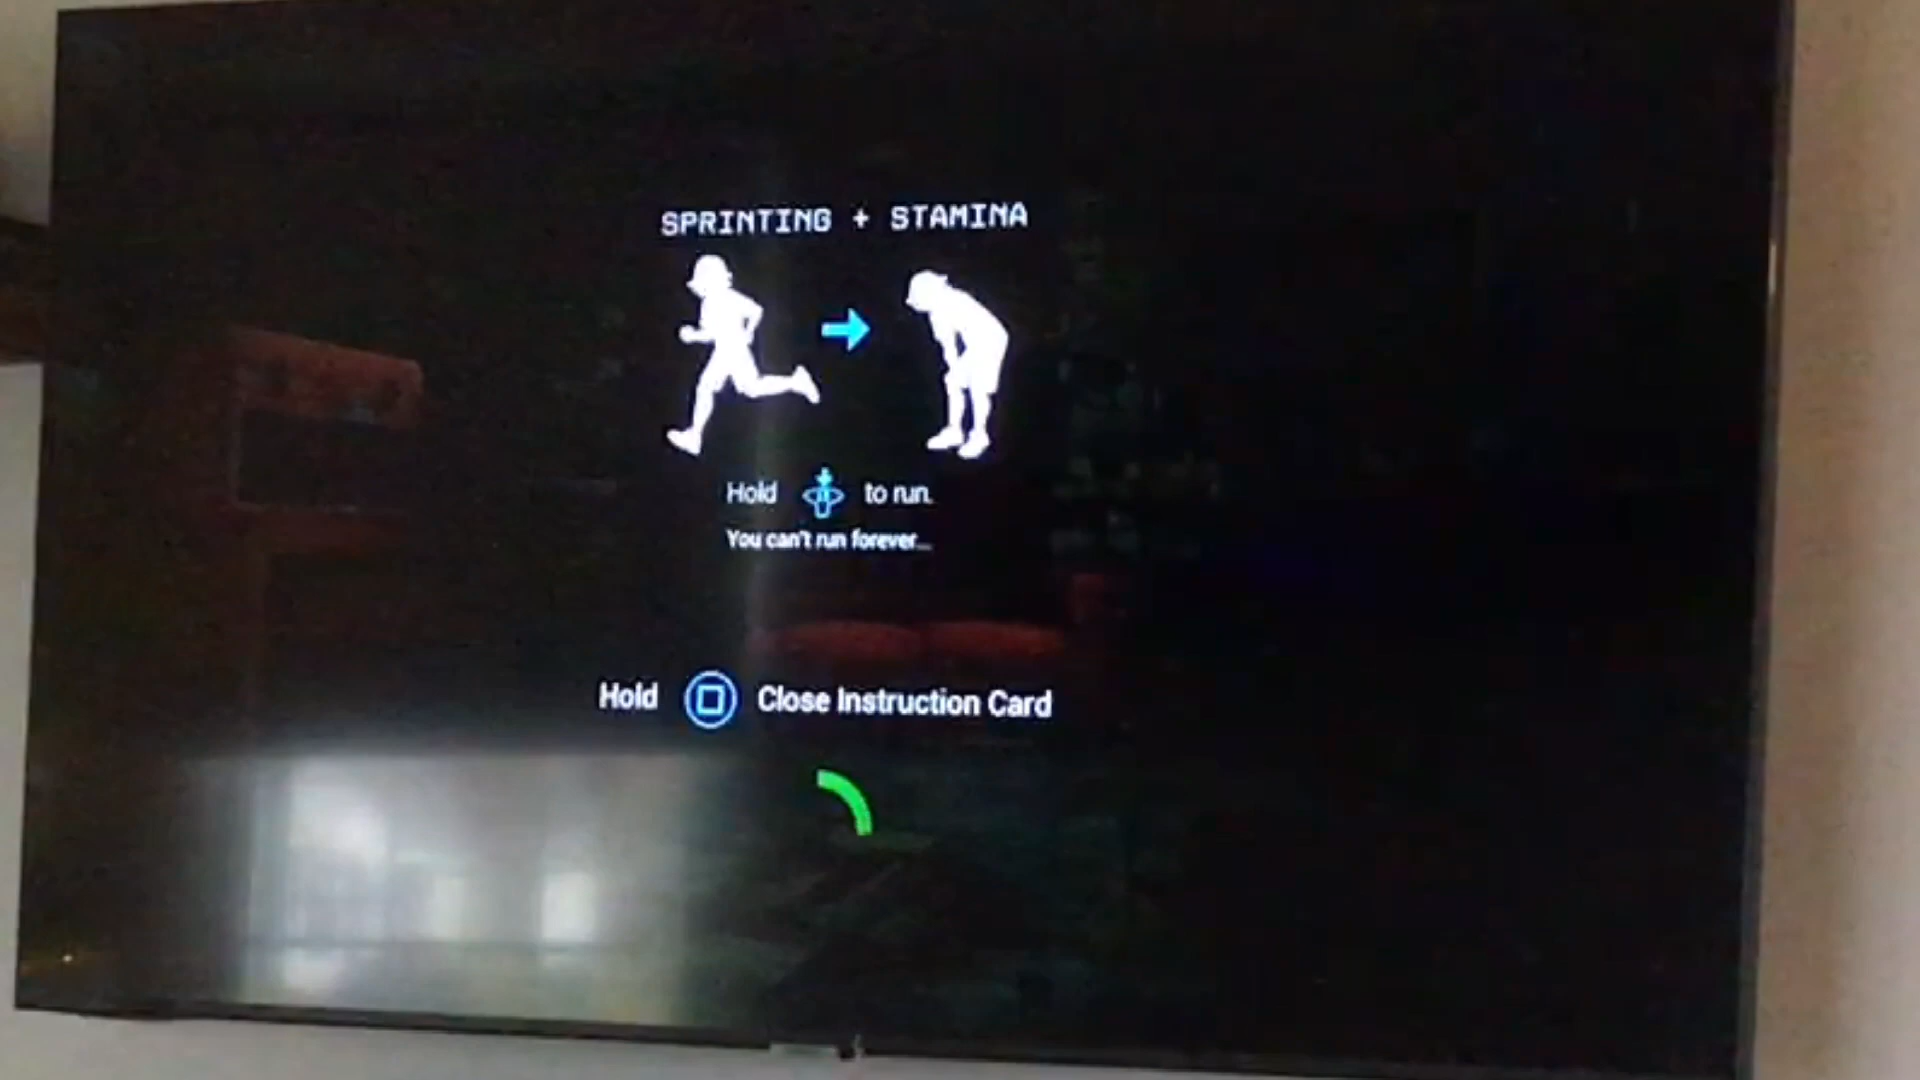 SPRINTING + STAMINA
Hold to run.
You can't run forever...
Hold Close Instruction Card